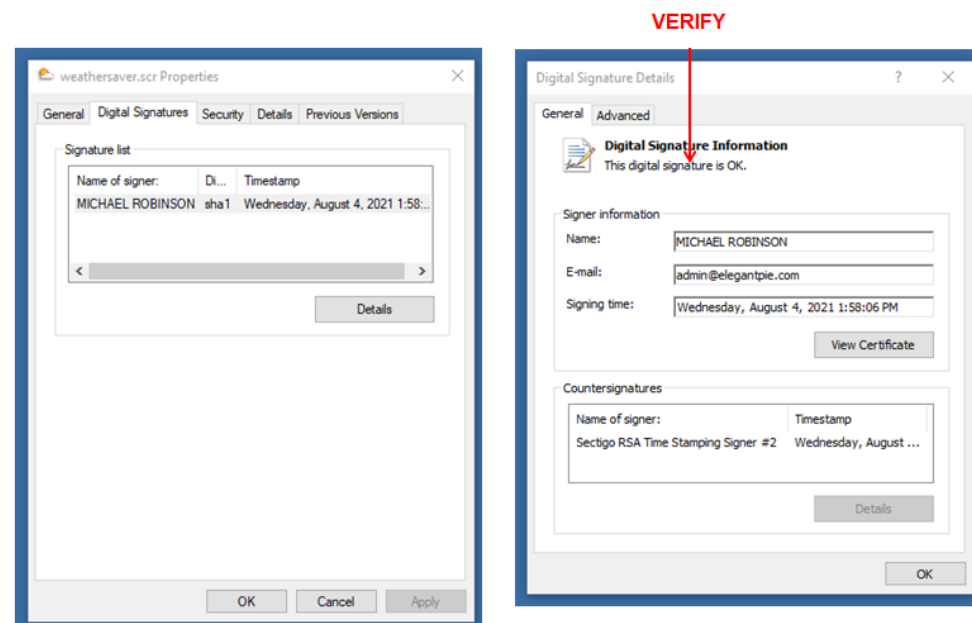 VERIFY
weathersaver.scr Properties
General Digital Signatures Security Details Previous Versions
Signature list
Name of signer: Di... Timestamp
MICHAEL ROBINSON sha1 Wednesday, August 4, 2021 1:58:..
Details
OK Cancel Apply
Digital Signature Details ?
General Advanced
Digital Signature Information
This digital signature is OK.
Signer information
Name: MICHAEL ROBINSON
E-mail: admin@elegantpie.com
Signing time: Wednesday, August 4, 2021 1:58:06 PM
View Certificate
Countersignatures
Name of signer: Timestamp
Sectigo RSA Time Stamping Signer #2 Wednesday, August ...
Details
OK